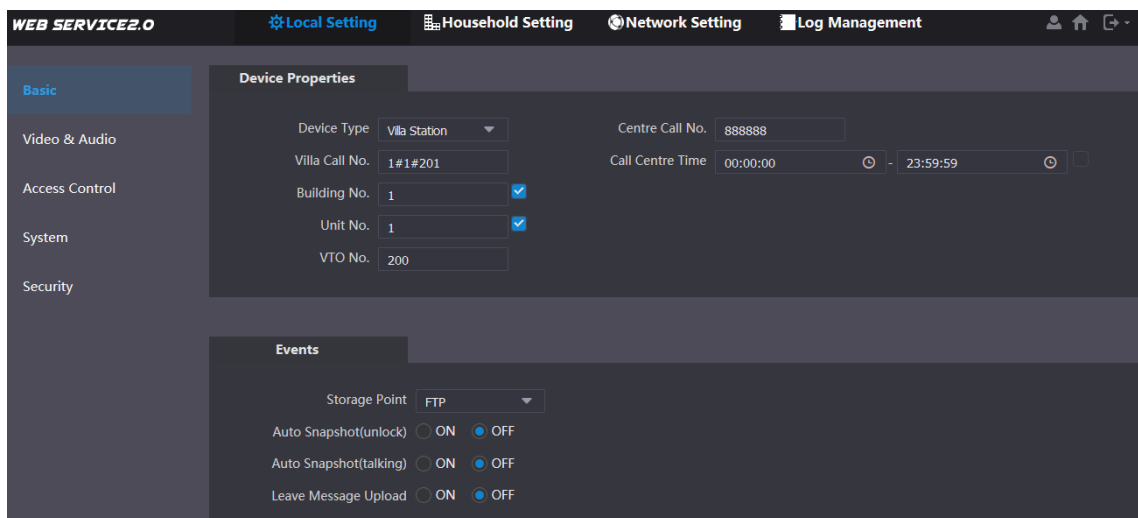 WEB SERVICE2.0 Local Setting Household Setting Network Setting Log Management
Basic
Video & Audio
Access Control
System
Security
Device Properties
Device Type Villa Station Centre Call No. 888888
Villa Call No. 1#1#201 Call Centre Time 00:00:00 - 23:59:59
Building No. 1
Unit No. 1
VTO No. 200
Events
Storage Point FTP
Auto Snapshot(unlock) ON OFF
Auto Snapshot(talking) ON OFF
Leave Message Upload ON OFF